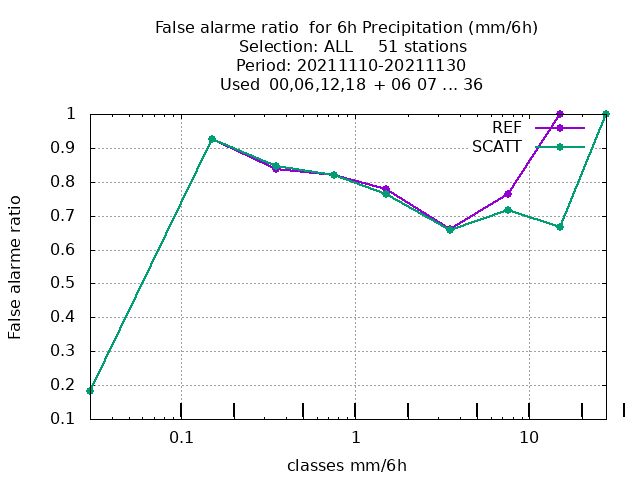 False alarme ratio  for 6h Precipitation (mm/6h)
Selection: ALL     51 stations
Period: 20211110-20211130
Used  00,06,12,18  + 06 07 ... 36
REF
SCATT
1
0.9
0.8
0.7
0.6
0.5
0.4
0.3
0.2
0.1
False alarme ratio
0.1
1
10
classes mm/6h